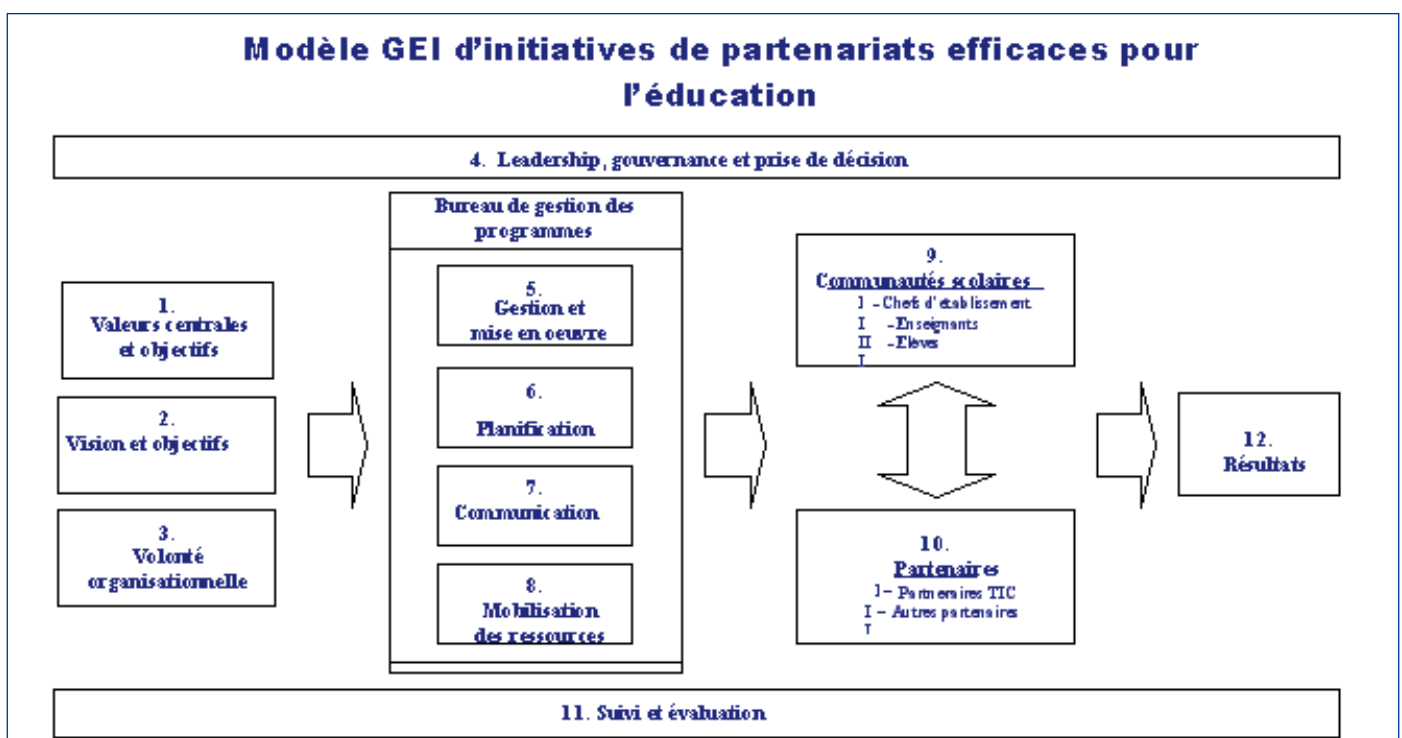 Modèle GEI d'initiatives de partenariats efficaces pour
l'éducation
4. Leadership, gouvernance et prise de décision
Bureau de gestion des
programmes
1.
Valeurs centrales
et objectifs
2.
Vision et objectifs
3.
Volonté
organisationnelle
5.
Gestion et
mise en oeuvre
6.
Planification
7.
Communication
8.
Mobilisation
des ressources
9.
Communautés scolaires
I - Chefs d'établissement
I - Enseignants
II - Elèves
I
10.
Partenaires
I - Partneraires TIC
I - Autres partenaires
I
12.
Résultats
11. Suivi et évaluation